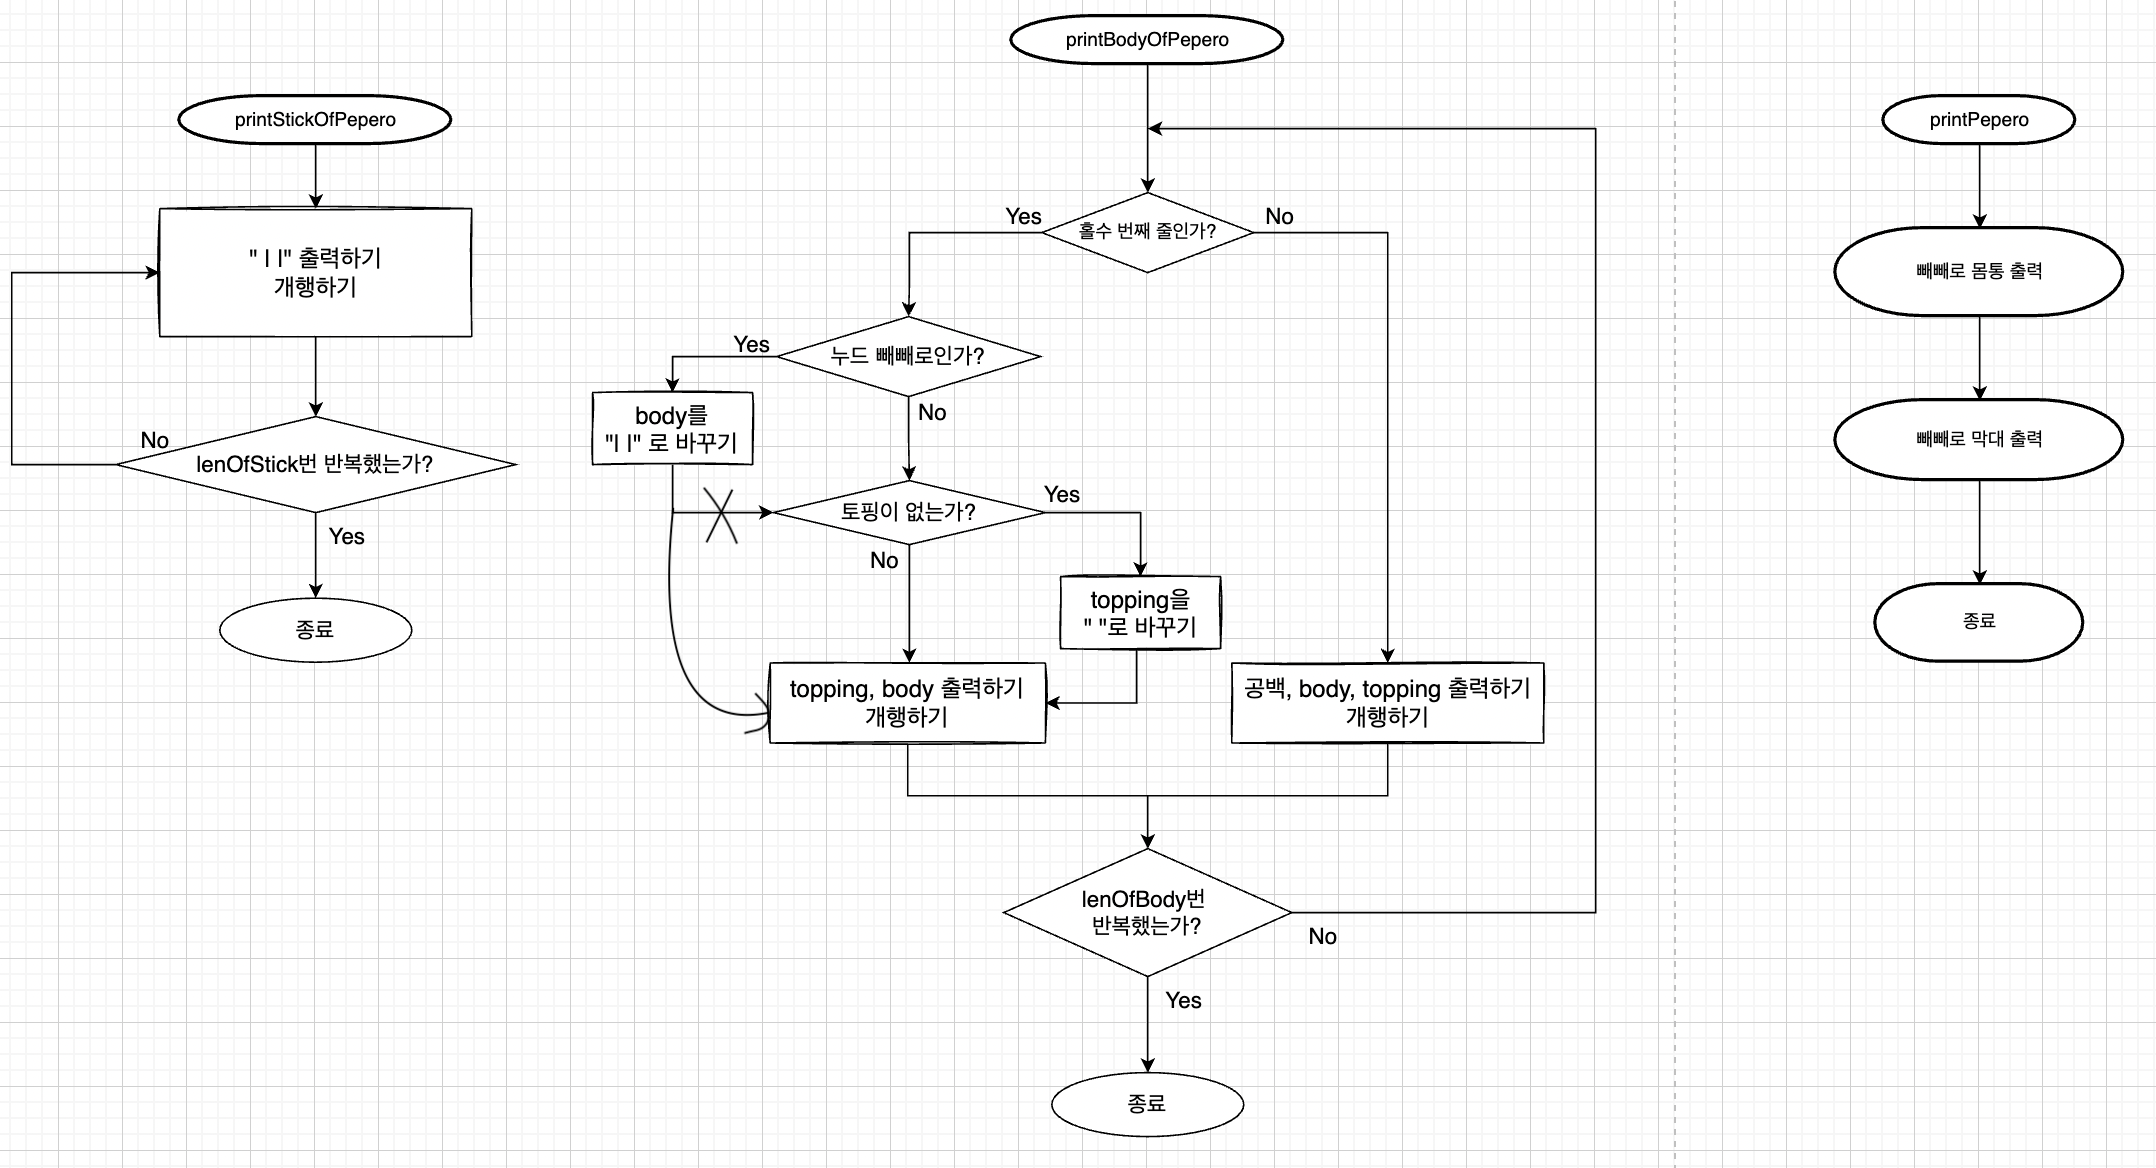 printStickOfPepero
" | |" 출력하기
개행하기
No
lenOfStick번 반복했는가?
Yes
종료
printBodyOfPepero
Yes
홀수 번째 줄인가?
No
Yes
누드 빼빼로인가?
No
body를
"| |" 로 바꾸기
토핑이 없는가?
Yes
No
topping을
" "로 바꾸기
topping, body 출력하기
개행하기
공백, body, topping 출력하기
개행하기
lenOfBody번
반복했는가?
No
Yes
종료
printPepero
빼빼로 몸통 출력
빼빼로 막대 출력
종료